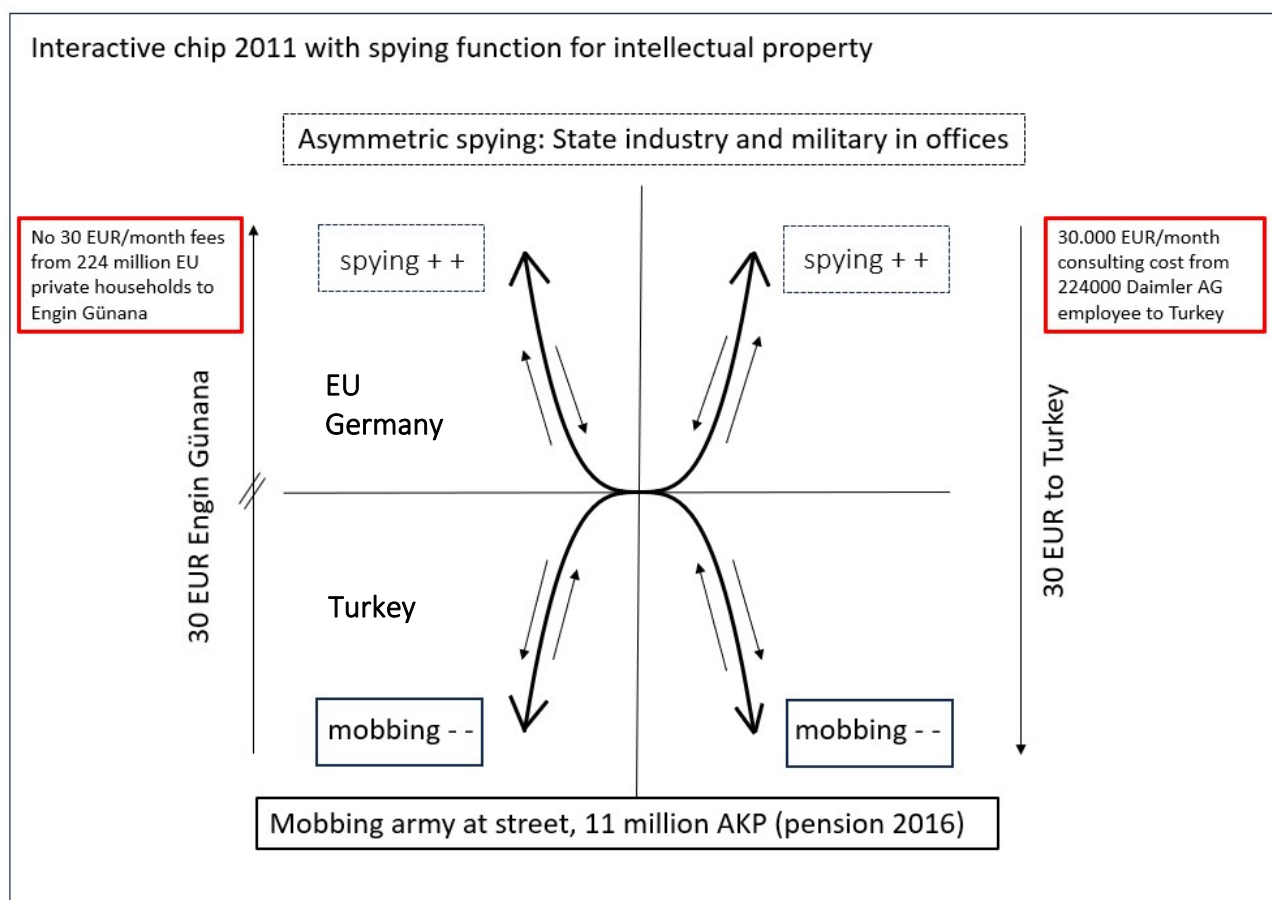 Interactive chip 2011 with spying function for intellectual property
Asymmetric spying: State industry and military in offices
No 30 EUR/month fees
from 224 million EU
private households to
Engin Günana
spying + +
spying + +
30.000 EUR/month
consulting cost from
224000 Daimler AG
employee to Turkey
EU
Germany
30 EUR Engin Günana
30 EUR to Turkey
Turkey
mobbing - -
mobbing - -
Mobbing army at street, 11 million AKP (pension 2016)